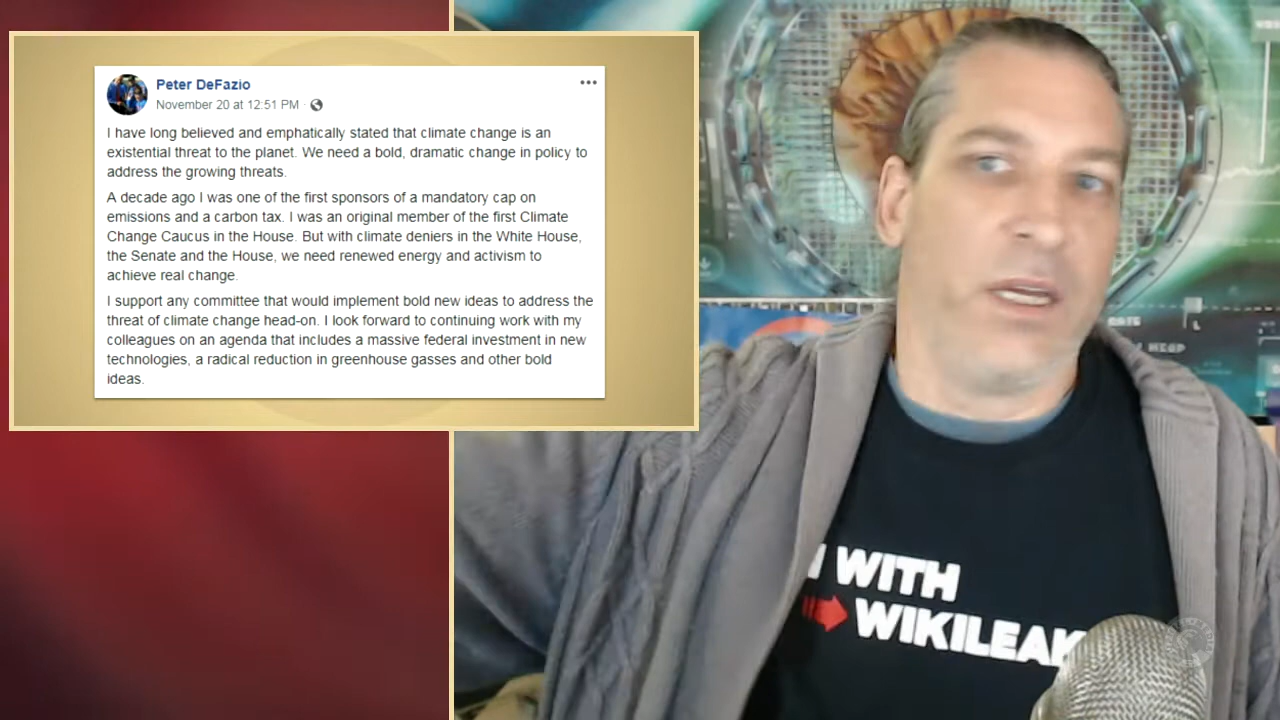 Peter DeFazio
November 20 at 12:51 PM
I have long believed and emphatically stated that climate change is an
existential threat to the planet. We need a bold, dramatic change in policy to
address the growing threats.
A decade ago I was one of the first sponsors of a mandatory cap on
emissions and a carbon tax. I was an original member of the first Climate
Change Caucus in the House. But with climate deniers in the White House,
the Senate and the House, we need renewed energy and activism to
achieve real change.
I support any committee that would implement bold new ideas to address the
threat of climate change head-on. I look forward to continuing work with my
colleagues on an agenda that includes a massive federal investment in new
technologies, a radical reduction in greenhouse gasses and other bold
ideas.
WITH
WIKILEAK